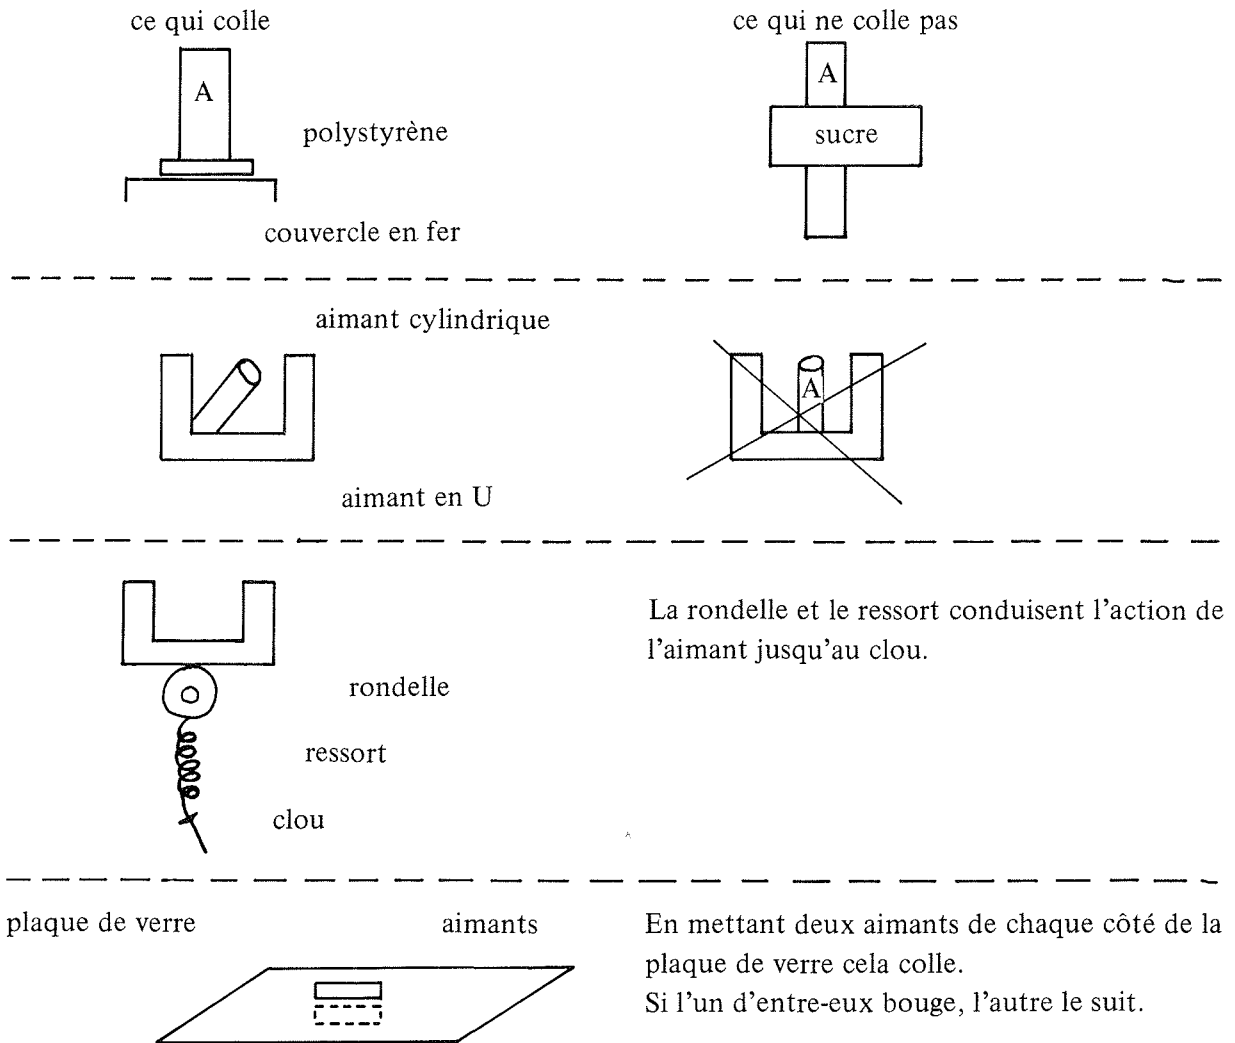 ce qui colle
ce qui ne colle pas
A
A
polystyrène
sucre
couvercle en fer
aimant cylindrique
A
aimant en U
La rondelle et le ressort conduisent l'action de
l'aimant jusqu'au clou.
rondelle
ressort
clou
plaque de verre
aimants
En mettant deux aimants de chaque côté de la
plaque de verre cela colle.
Si l'un d'entre-eux bouge, l'autre le suit.